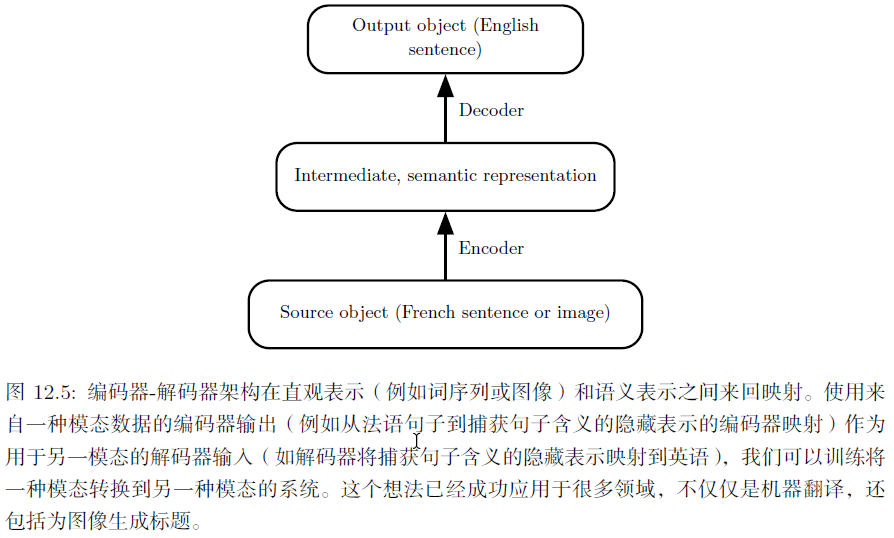 Output object (English
sentence)
Decoder
Intermediate, semantic representation
Encoder
Source object (French sentence or image)
图 12.5: 编码器-解码器架构在直观表示（例如词序列或图像）和语义表示之间来回映射。使用来
自一种模态数据的编码器输出（例如从法语句子到捕获句子含义的隐藏表示的编码器映射）作为
用于另一模态的解码器输入（如解码器将捕获句子含义的隐藏表示映射到英语），我们可以训练将
一种模态转换到另一种模态的系统。这个想法已经成功应用于很多领域，不仅仅是机器翻译，还
包括为图像生成标题。